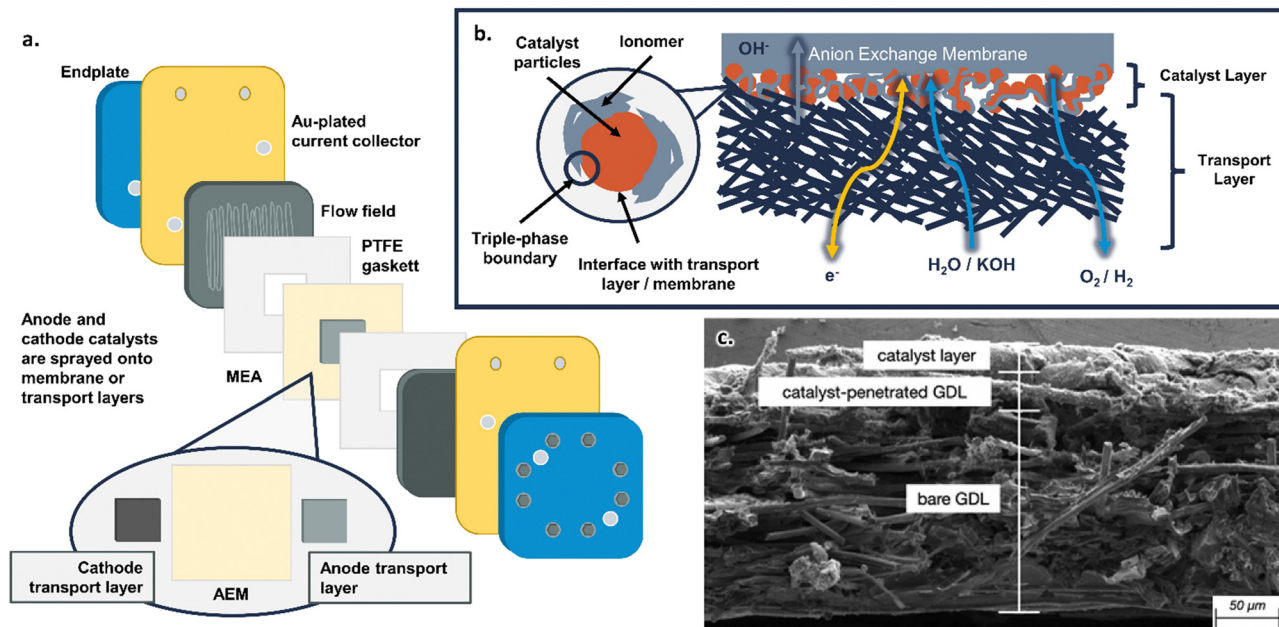 a.
Endplate
Au-plated
current collector
Flow field
PTFE
gaskett
Anode and
cathode catalysts
are sprayed onto
membrane or
transport layers
MEA
Cathode
transport layer
AEM
Anode transport
layer
b.
Catalyst
particles
Ionomer
Triple-phase
boundary
Interface with transport
layer / membrane
OH⁻
Anion Exchange Membrane
Catalyst
Layer
Transport
Layer
e⁻
H₂O / KOH
O₂ / H₂
c.
catalyst layer
catalyst-penetrated GDL
bare GDL
50 µm